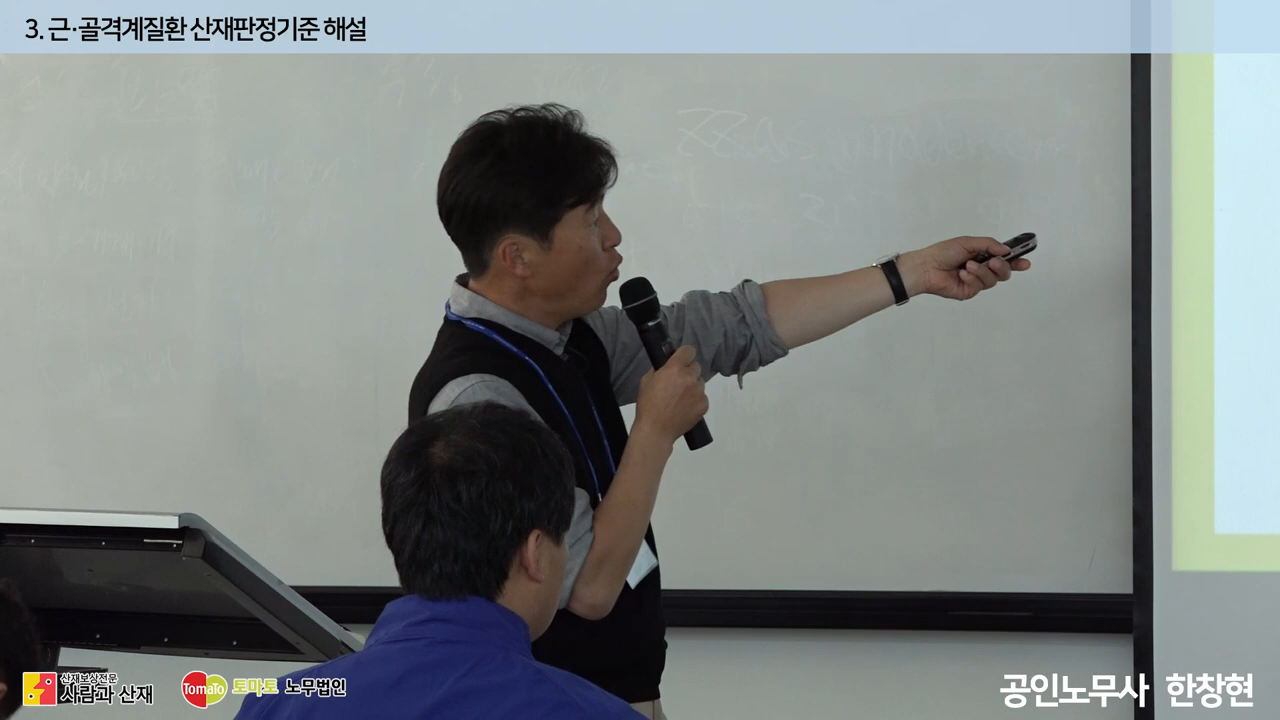 3. 근·골격계질환 산재판정기준 해설
산재보상전문
사람과 산재
TomaTo
토마토 노무법인
공인노무사 한창현